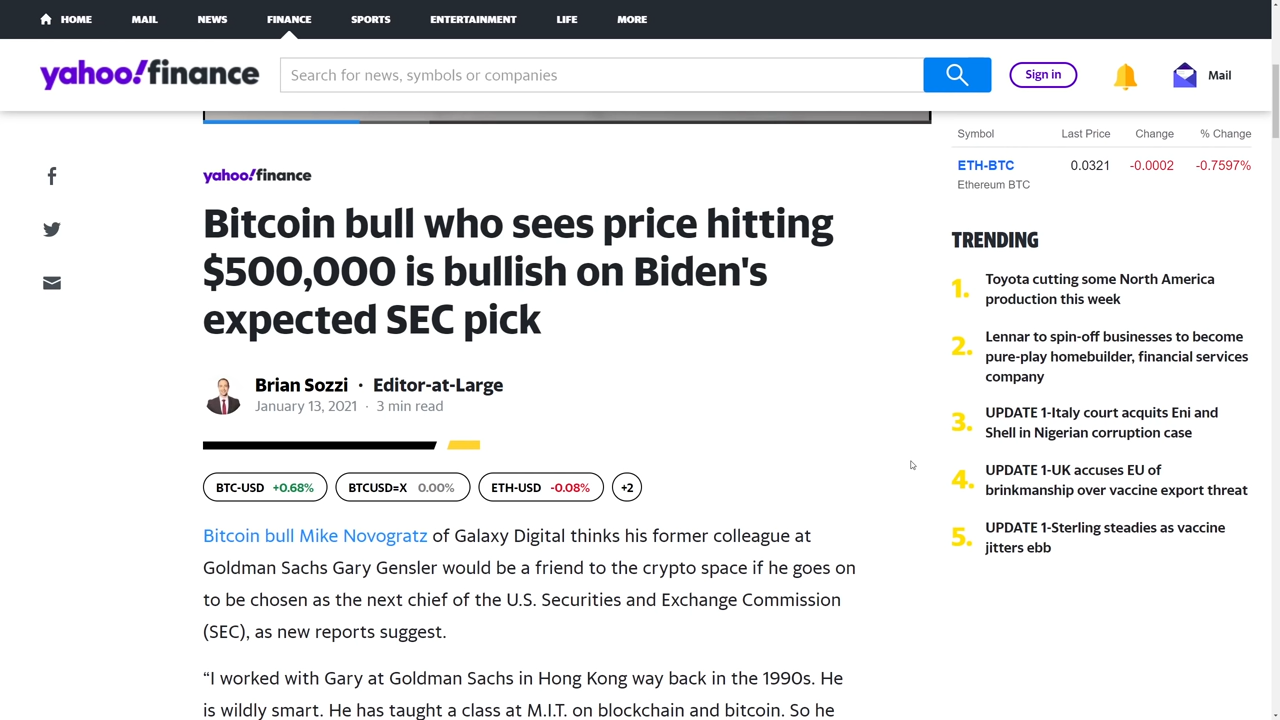 HOME MAIL NEWS FINANCE SPORTS ENTERTAINMENT LIFE MORE
yahoo!finance Search for news, symbols or companies Sign in Mail
Symbol Last Price Change % Change
ETH-BTC 0.0321 -0.0002 -0.7597%
Ethereum BTC
yahoo!finance
Bitcoin bull who sees price hitting
$500,000 is bullish on Biden's
expected SEC pick
Brian Sozzi · Editor-at-Large
January 13, 2021 · 3 min read
BTC-USD +0.68% BTCUSD=X 0.00% ETH-USD -0.08% +2
Bitcoin bull Mike Novogratz of Galaxy Digital thinks his former colleague at
Goldman Sachs Gary Gensler would be a friend to the crypto space if he goes on
to be chosen as the next chief of the U.S. Securities and Exchange Commission
(SEC), as new reports suggest.
“I worked with Gary at Goldman Sachs in Hong Kong way back in the 1990s. He
is wildly smart. He has taught a class at M.I.T. on blockchain and bitcoin. So he
TRENDING
1. Toyota cutting some North America
production this week
2. Lennar to spin-off businesses to become
pure-play homebuilder, financial services
company
3. UPDATE 1-Italy court acquits Eni and
Shell in Nigerian corruption case
4. UPDATE 1-UK accuses EU of
brinkmanship over vaccine export threat
5. UPDATE 1-Sterling steadies as vaccine
jitters ebb